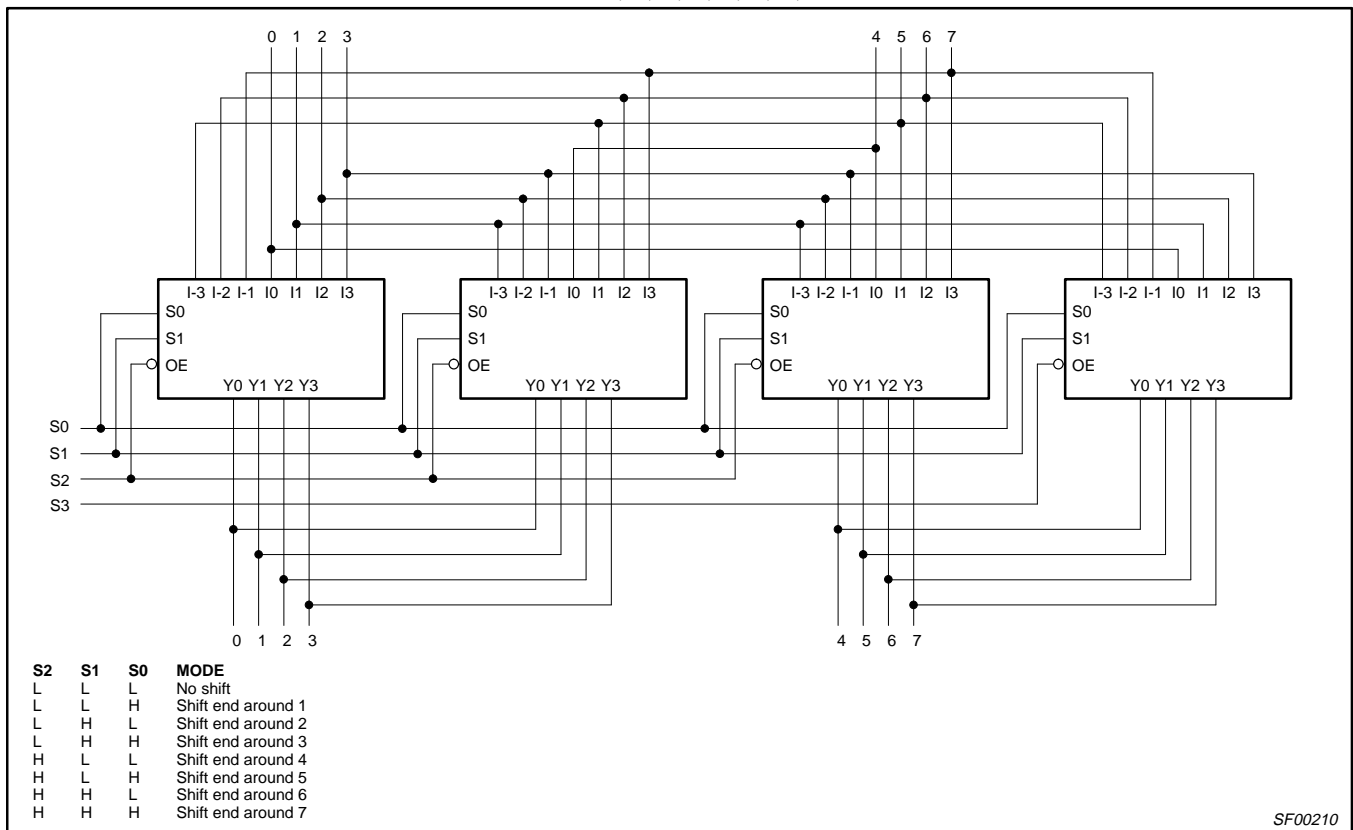 0 1 2 3 4 5 6 7
I-3 I-2 I-1 I0 I1 I2 I3 I-3 I-2 I-1 I0 I1 I2 I3 I-3 I-2 I-1 I0 I1 I2 I3 I-3 I-2 I-1 I0 I1 I2 I3
S0 S0 S0 S0
S1 S1 S1 S1
OE OE OE OE
Y0 Y1 Y2 Y3 Y0 Y1 Y2 Y3 Y0 Y1 Y2 Y3 Y0 Y1 Y2 Y3
S0
S1
S2
S3
0 1 2 3 4 5 6 7
S2 S1 S0 MODE
L L L No shift
L L H Shift end around 1
L H L Shift end around 2
L H H Shift end around 3
H L L Shift end around 4
H L H Shift end around 5
H H L Shift end around 6
H H H Shift end around 7
SF00210